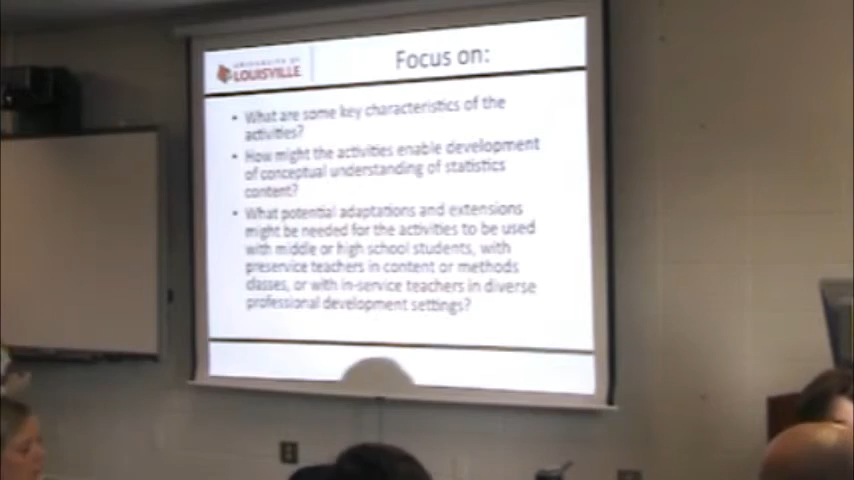 UNIVERSITY OF
LOUISVILLE
Focus on:
• What are some key characteristics of the
activities?
• How might the activities enable development
of conceptual understanding of statistics
content?
• What potential adaptations and extensions
might be needed for the activities to be used
with middle or high school students, with
preservice teachers in content or methods
classes, or with in-service teachers in diverse
professional development settings?